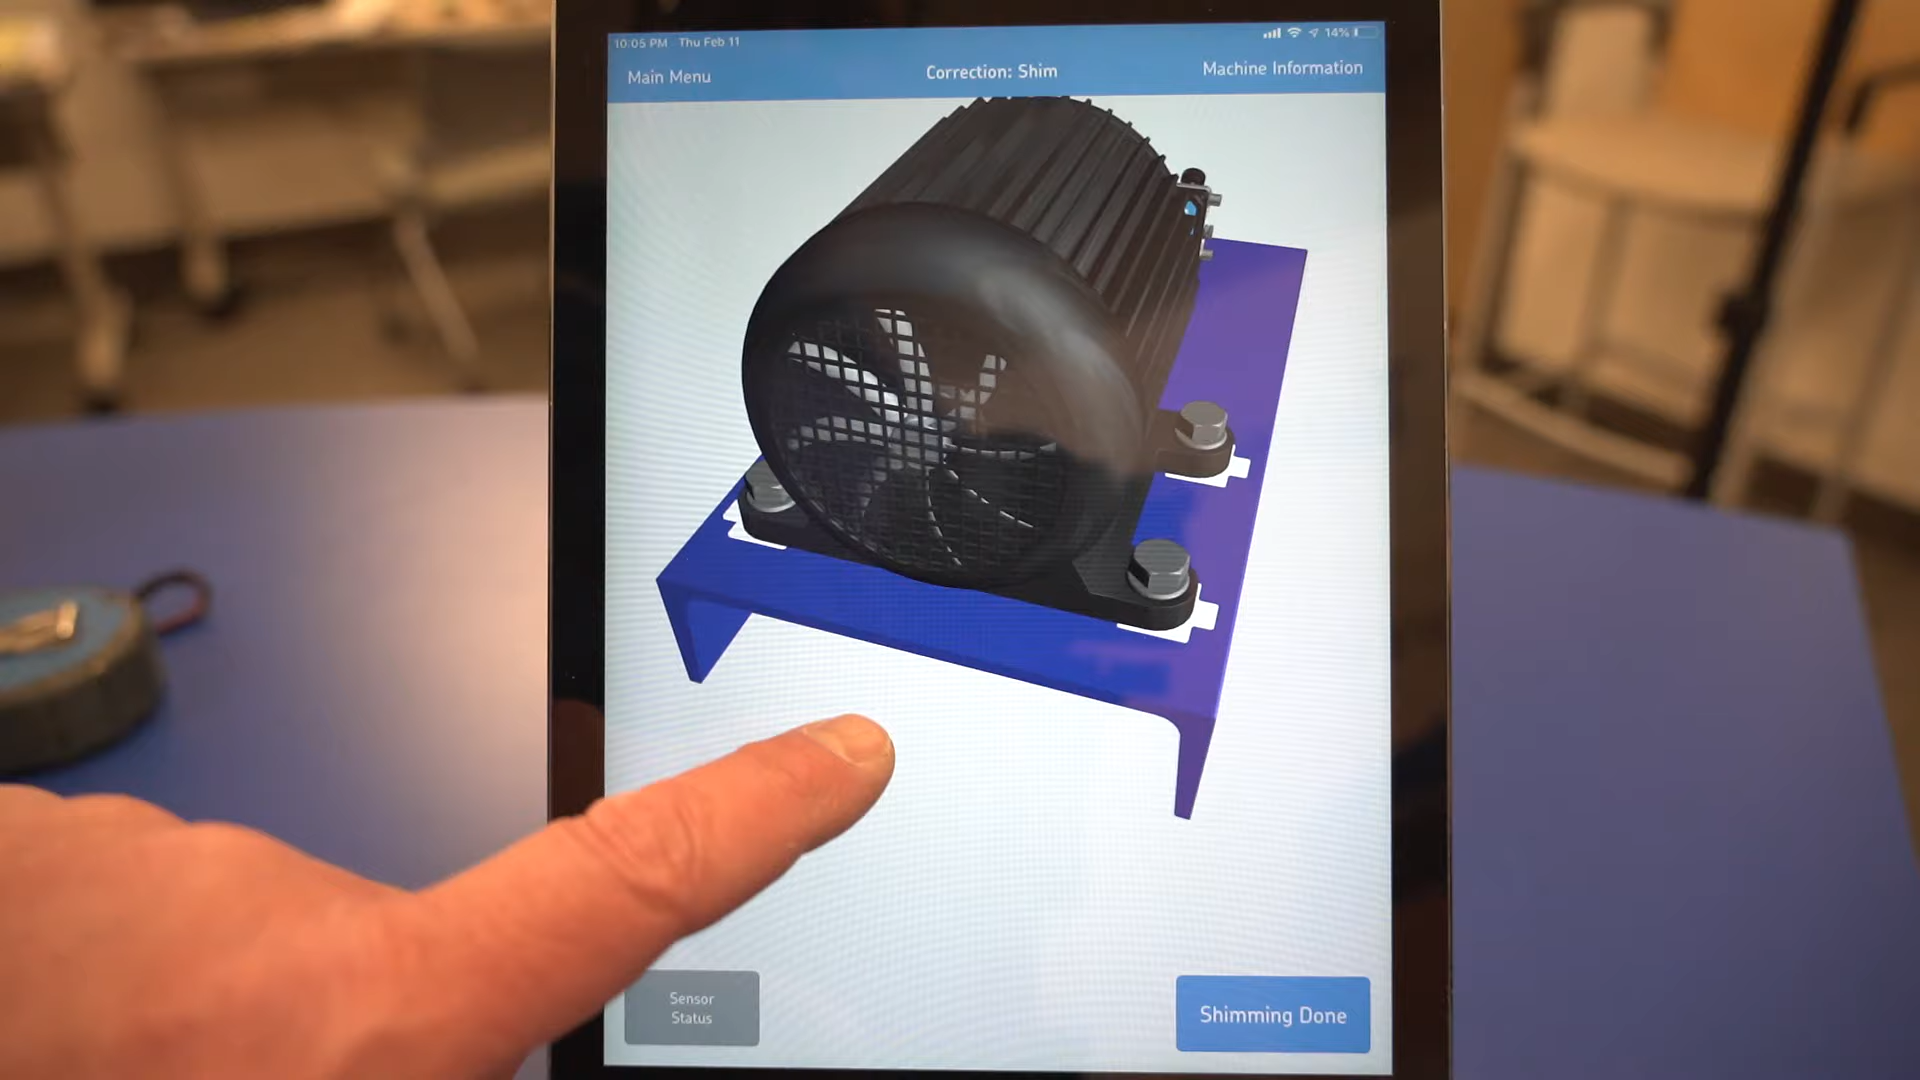 10:05 PM Thu Feb 11
14%
Main Menu
Correction: Shim
Machine Information
Sensor
Status
Shimming Done